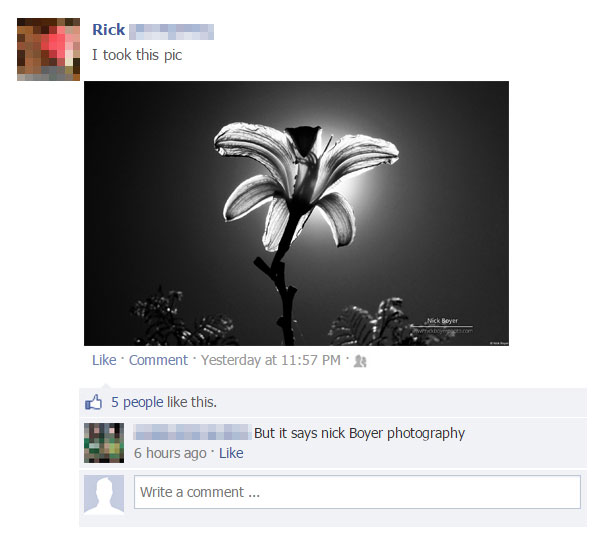 Rick
I took this pic
Nick Boyer
Like · Comment · Yesterday at 11:57 PM ·
5 people like this.
But it says nick Boyer photography
6 hours ago · Like
Write a comment ...